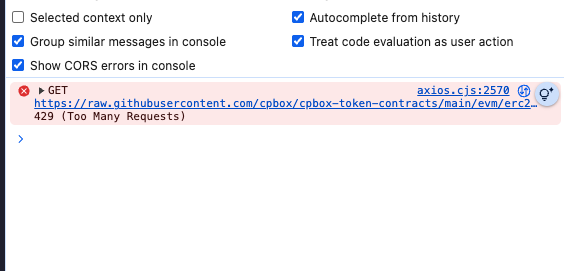 Selected context only
Autocomplete from history
Group similar messages in console
Treat code evaluation as user action
Show CORS errors in console
GET axios.cjs:2570
https://raw.githubusercontent.com/cpbox/cpbox-token-contracts/main/evm/erc2…
429 (Too Many Requests)